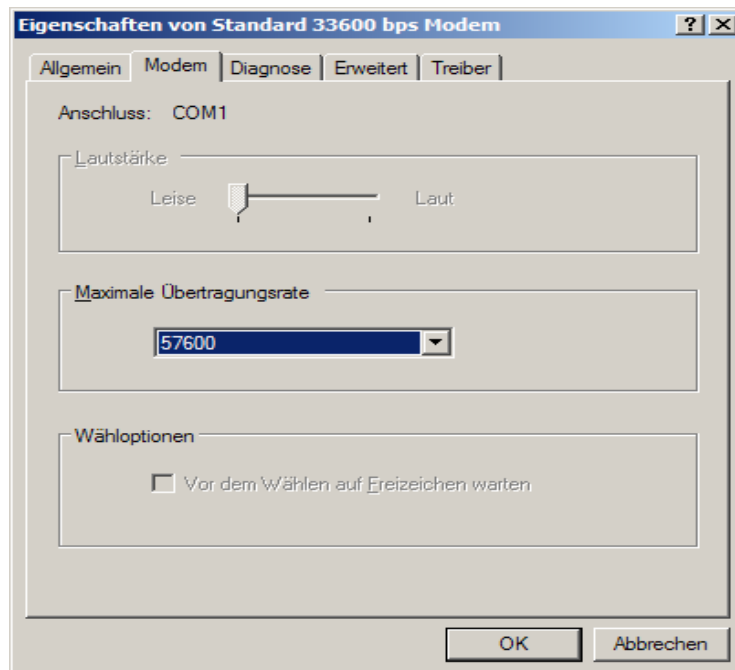 Eigenschaften von Standard 33600 bps Modem
Allgemein Modem Diagnose Erweitert Treiber
Anschluss: COM1
Lautstärke
Leise Laut
Maximale Übertragungsrate
57600
Wähloptionen
Vor dem Wählen auf Freizeichen warten
OK Abbrechen